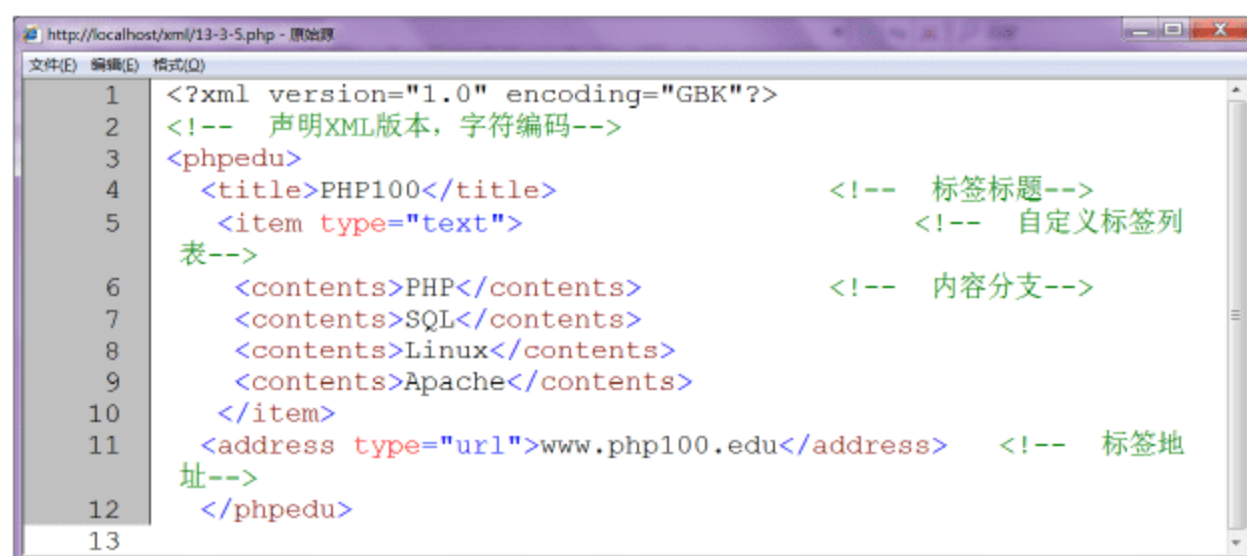 http://localhost/xml/13-3-5.php - 原始源
文件(F) 编辑(E) 格式(O)
1 <?xml version="1.0" encoding="GBK"?>
2 <!-- 声明XML版本，字符编码-->
3 <phpedu>
4 <title>PHP100</title> <!-- 标签标题-->
5 <item type="text"> <!-- 自定义标签列
表-->
6 <contents>PHP</contents> <!-- 内容分支-->
7 <contents>SQL</contents>
8 <contents>Linux</contents>
9 <contents>Apache</contents>
10 </item>
11 <address type="url">www.php100.edu</address> <!-- 标签地
址-->
12 </phpedu>
13